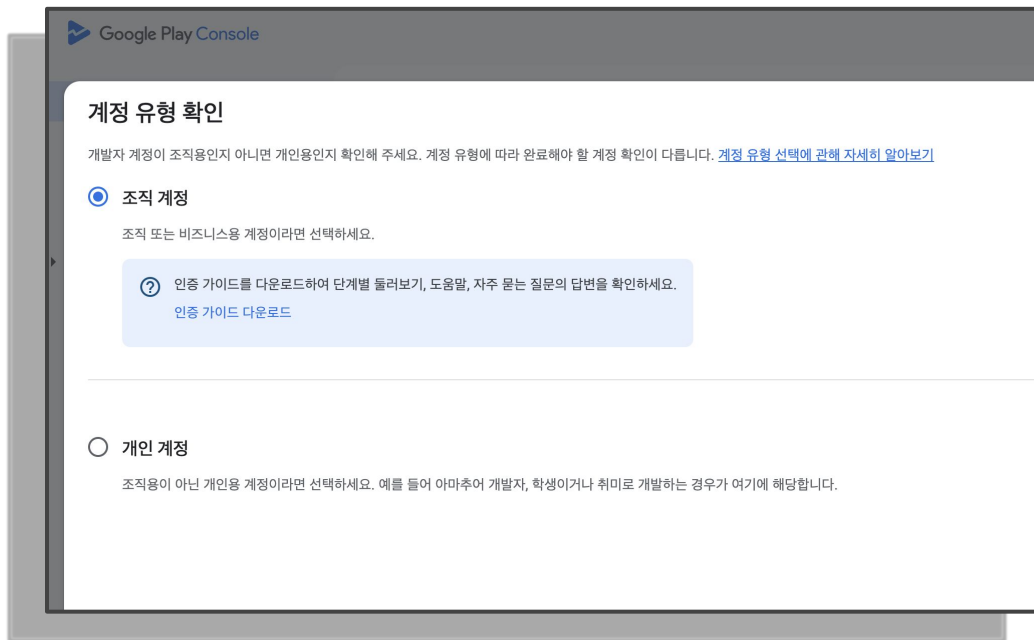 Google Play Console
계정 유형 확인
개발자 계정이 조직용인지 아니면 개인용인지 확인해 주세요. 계정 유형에 따라 완료해야 할 계정 확인이 다릅니다. 계정 유형 선택에 관해 자세히 알아보기
조직 계정
조직 또는 비즈니스용 계정이라면 선택하세요.
인증 가이드를 다운로드하여 단계별 둘러보기, 도움말, 자주 묻는 질문의 답변을 확인하세요.
인증 가이드 다운로드
개인 계정
조직용이 아닌 개인용 계정이라면 선택하세요. 예를 들어 아마추어 개발자, 학생이거나 취미로 개발하는 경우가 여기에 해당합니다.